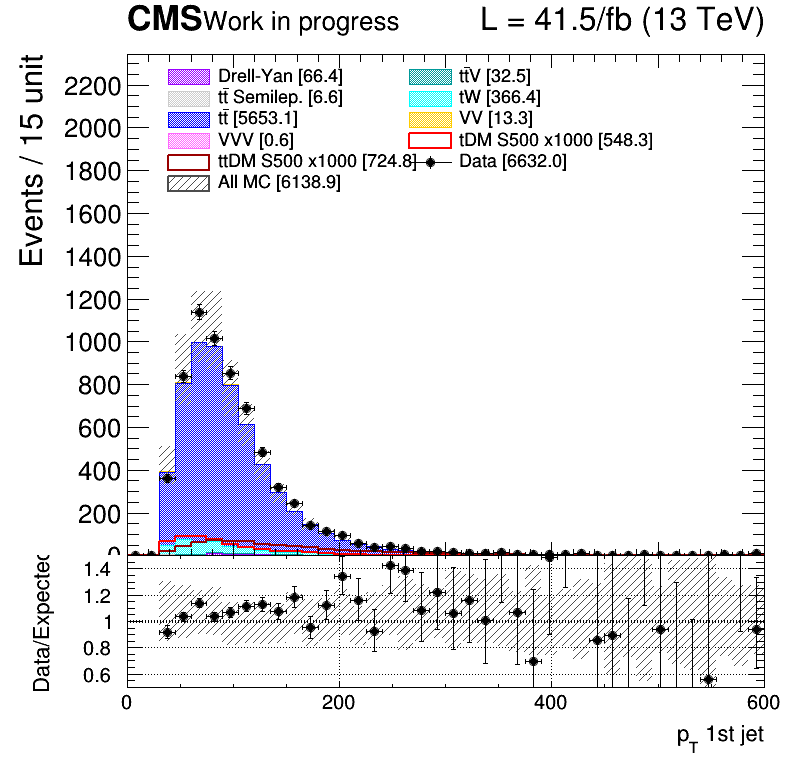 CMS Work in progress L = 41.5/fb (13 TeV)
Events / 15 unit
Drell-Yan [66.4] tt̄V [32.5]
tt̄ Semilep. [6.6] tW [366.4]
tt̄ [5653.1] VV [13.3]
VVV [0.6] tDM S500 x1000 [548.3]
ttDM S500 x1000 [724.8] Data [6632.0]
All MC [6138.9]
2200
2000
1800
1600
1400
1200
1000
800
600
400
200
0
Data/Expected
1.4
1.2
1
0.8
0.6
0 200 400 600
p_T 1st jet